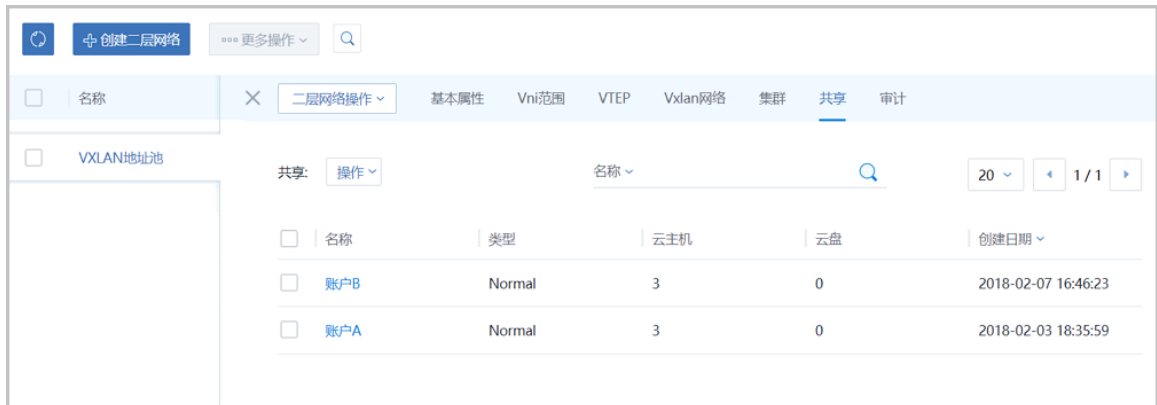 创建二层网络 更多操作
名称 二层网络操作 基本属性 Vni范围 VTEP Vxlan网络 集群 共享 审计
VXLAN地址池
共享: 操作 名称 20 1 / 1
名称 类型 云主机 云盘 创建日期
账户B Normal 3 0 2018-02-07 16:46:23
账户A Normal 3 0 2018-02-03 18:35:59